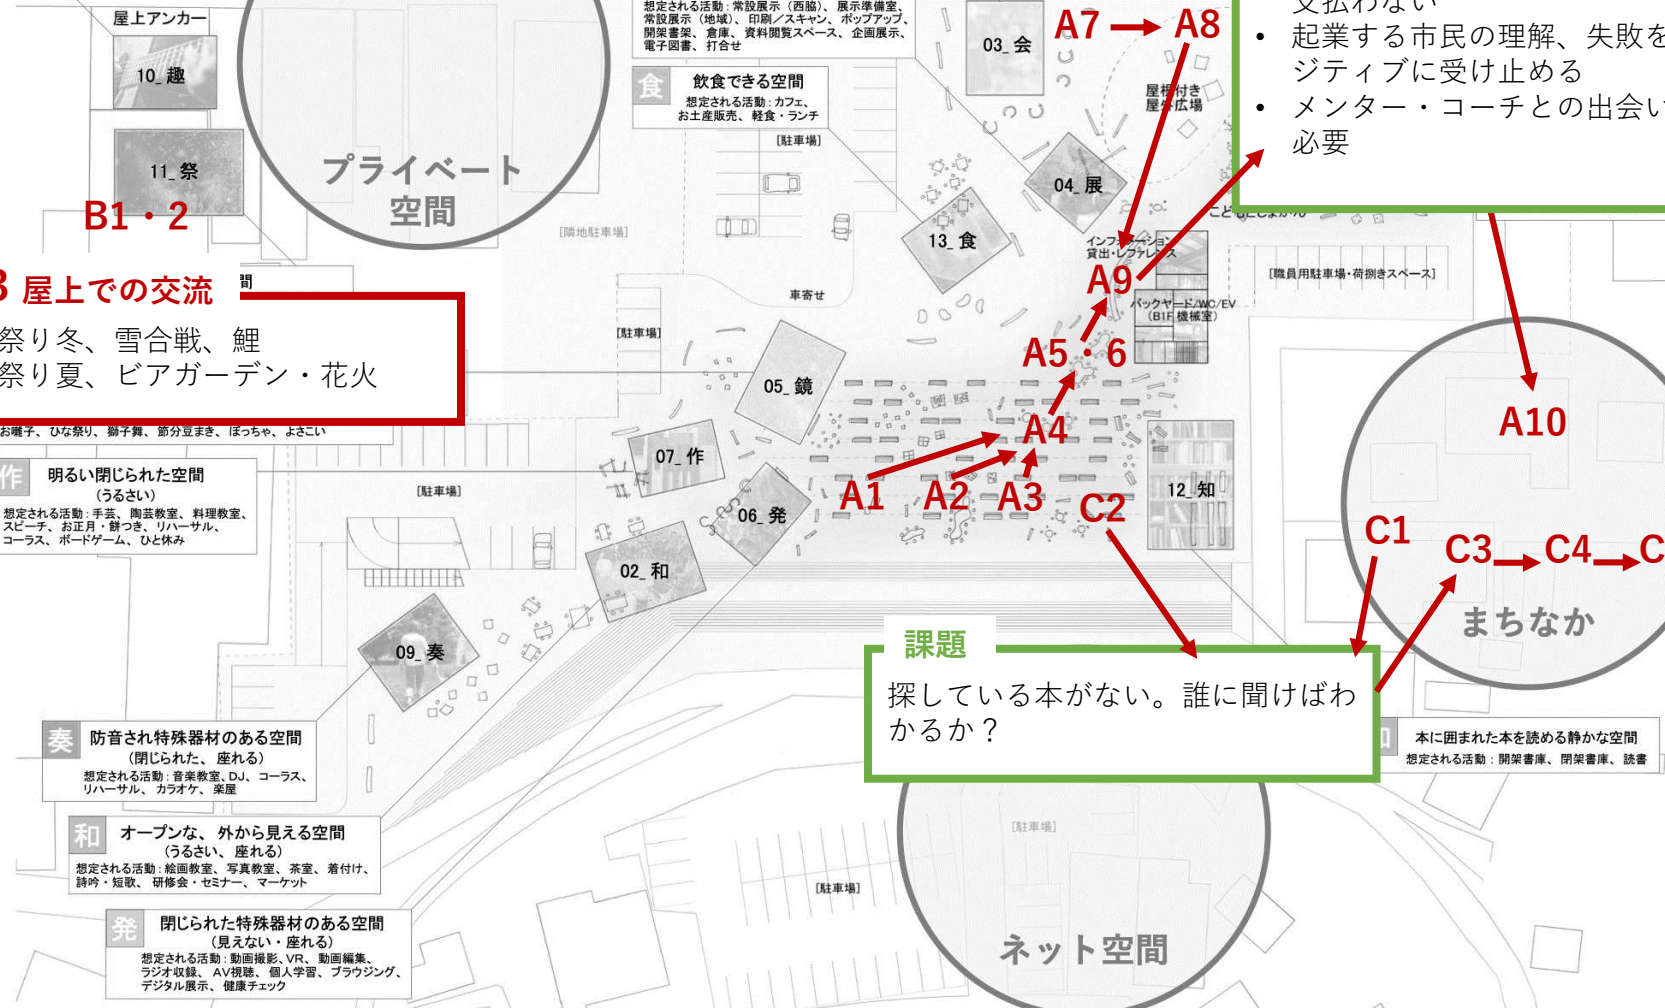 屋上アンカー
10_趣
11_祭
B1・2
プライベート
空間
想定される活動：常設展示（西脇）、展示準備室、
常設展示（地域）、印刷／スキャン、ポップアップ、
開架書架、倉庫、資料閲覧スペース、企画展示、
電子図書、打合せ
食
飲食できる空間
想定される活動：カフェ、
お土産販売、軽食・ランチ
[駐車場]
03_会
A7
A8
屋根付き
屋外広場
04_展
支払わない
• 起業する市民の理解、失敗を
ジティブに受け止める
• メンター・コーチとの出会い
必要
[隣地駐車場]
13_食
インフォメーション
貸出・レファレンス
A9
バックヤード/WC/EV
(B1F 機械室)
[職員用駐車場・荷捌きスペース]
車寄せ
[駐車場]
3 屋上での交流
間
祭り冬、雪合戦、鯉
祭り夏、ビアガーデン・花火
お囃子、ひな祭り、獅子舞、節分豆まき、ぼっちゃ、よさこい
A5・6
05_鏡
A4
A10
作
明るい閉じられた空間
（うるさい）
想定される活動：手芸、陶芸教室、料理教室、
スピーチ、お正月・餅つき、リハーサル、
コーラス、ボードゲーム、ひと休み
[駐車場]
07_作
06_発
A1
A2
A3
C2
12_知
C1
C3
C4
C
まちなか
02_和
09_奏
課題
探している本がない。誰に聞けばわ
かるか？
本に囲まれた本を読める静かな空間
想定される活動：開架書庫、閉架書庫、読書
奏
防音され特殊器材のある空間
（閉じられた、座れる）
想定される活動：音楽教室、DJ、コーラス、
リハーサル、カラオケ、楽屋
和
オープンな、外から見える空間
（うるさい、座れる）
想定される活動：絵画教室、写真教室、茶室、着付け、
詩吟・短歌、研修会・セミナー、マーケット
発
閉じられた特殊器材のある空間
（見えない・座れる）
想定される活動：動画撮影、VR、動画編集、
ラジオ収録、AV視聴、個人学習、ブラウジング、
デジタル展示、健康チェック
[駐車場]
[駐車場]
ネット空間